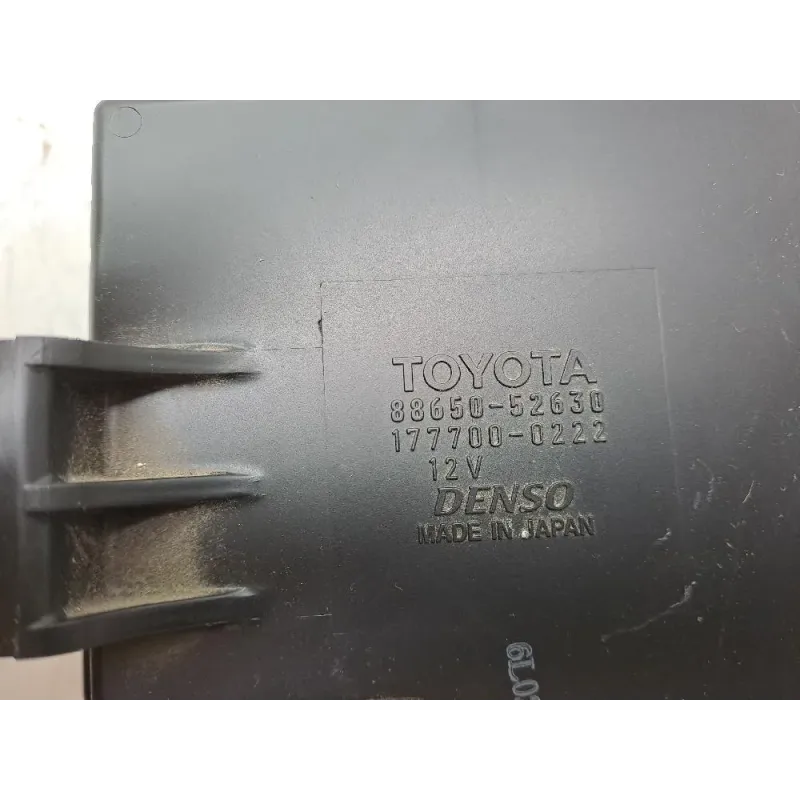 TOYOTA
88650-52630
177700-0222
12V
DENSO
MADE IN JAPAN